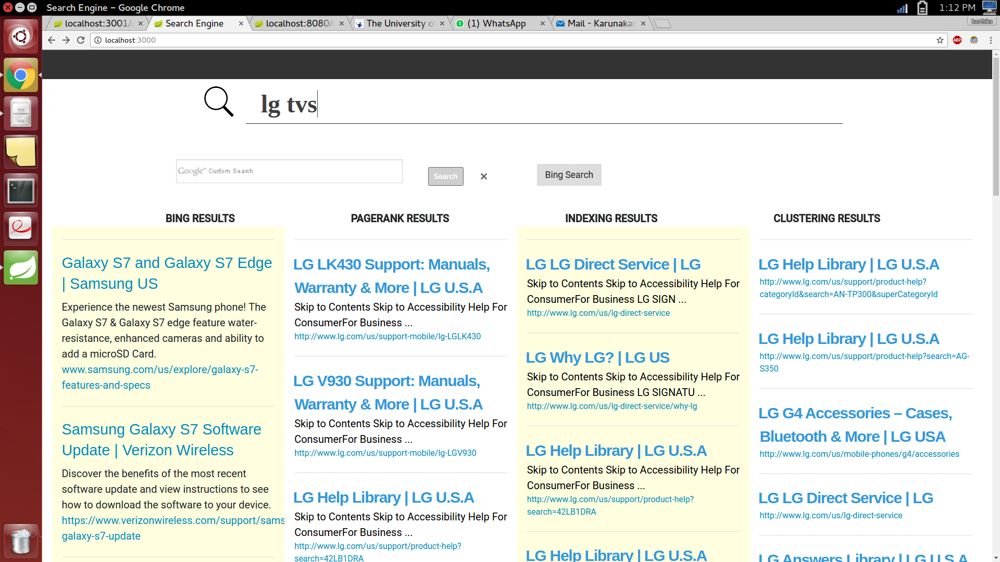 Search Engine – Google Chrome
1:12 PM
localhost:3001/
Search Engine
localhost:8080/
The University of
(1) WhatsApp
Mail - Karunakar
karthika
localhost:3000
ABP
lg tvs
Google™ Custom Search
Search
Bing Search
BING RESULTS
Galaxy S7 and Galaxy S7 Edge
| Samsung US
Experience the newest Samsung phone! The
Galaxy S7 & Galaxy S7 edge feature water-
resistance, enhanced cameras and ability to
add a microSD Card.
www.samsung.com/us/explore/galaxy-s7-
features-and-specs
Samsung Galaxy S7 Software
Update | Verizon Wireless
Discover the benefits of the most recent
software update and view instructions to see
how to download the software to your device.
https://www.verizonwireless.com/support/sams
galaxy-s7-update
PAGERANK RESULTS
LG LK430 Support: Manuals,
Warranty & More | LG U.S.A
Skip to Contents Skip to Accessibility Help For
ConsumerFor Business ...
http://www.lg.com/us/support-mobile/lg-LGLK430
LG V930 Support: Manuals,
Warranty & More | LG U.S.A
Skip to Contents Skip to Accessibility Help For
ConsumerFor Business ...
http://www.lg.com/us/support-mobile/lg-LGV930
LG Help Library | LG U.S.A
Skip to Contents Skip to Accessibility Help For
ConsumerFor Business ...
http://www.lg.com/us/support/product-help?
search=42LB1DRA
INDEXING RESULTS
LG LG Direct Service | LG
Skip to Contents Skip to Accessibility Help For
ConsumerFor Business LG SIGN ...
http://www.lg.com/us/lg-direct-service
LG Why LG? | LG US
Skip to Contents Skip to Accessibility Help For
ConsumerFor Business LG SIGNATU ...
http://www.lg.com/us/lg-direct-service/why-lg
LG Help Library | LG U.S.A
Skip to Contents Skip to Accessibility Help For
ConsumerFor Business ...
http://www.lg.com/us/support/product-help?
search=42LB1DRA
LG Help Library | LG U.S.A
CLUSTERING RESULTS
LG Help Library | LG U.S.A
http://www.lg.com/us/support/product-help?
categoryId&search=AN-TP300&superCategoryId
LG Help Library | LG U.S.A
http://www.lg.com/us/support/product-help?search=AG-
S350
LG G4 Accessories – Cases,
Bluetooth & More | LG USA
http://www.lg.com/us/mobile-phones/g4/accessories
LG LG Direct Service | LG
http://www.lg.com/us/lg-direct-service
LG Answers Library | LG U.S.A